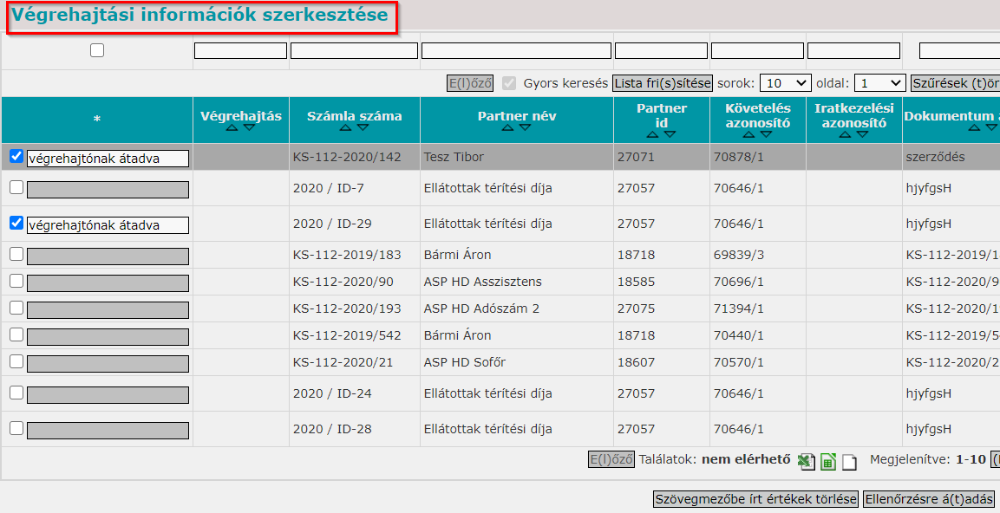 Végrehajtási információk szerkesztése
E(l)őző Gyors keresés Lista fri(s)sítése sorok: 10 oldal: 1 Szűrések (t)ör
* Végrehajtás Számla száma Partner név Partner id Követelés azonosító Iratkezelési azonosító Dokumentum
végrehajtónak átadva KS-112-2020/142 Tesz Tibor 27071 70878/1 szerződés
2020 / ID-7 Ellátottak térítési díja 27057 70646/1 hjyfgsH
végrehajtónak átadva 2020 / ID-29 Ellátottak térítési díja 27057 70646/1 hjyfgsH
KS-112-2019/183 Bármi Áron 18718 69839/3 KS-112-2019/1
KS-112-2020/90 ASP HD Asszisztens 18585 70696/1 KS-112-2020/9
KS-112-2020/193 ASP HD Adószám 2 27075 71394/1 KS-112-2020/1
KS-112-2019/542 Bármi Áron 18718 70440/1 KS-112-2019/5
KS-112-2020/21 ASP HD Sofőr 18607 70570/1 KS-112-2020/2
2020 / ID-24 Ellátottak térítési díja 27057 70646/1 hjyfgsH
2020 / ID-28 Ellátottak térítési díja 27057 70646/1 hjyfgsH
E(l)őző Találatok: nem elérhető Megjelenítve: 1-10 (
Szövegmezőbe írt értékek törlése Ellenőrzésre á(t)adás